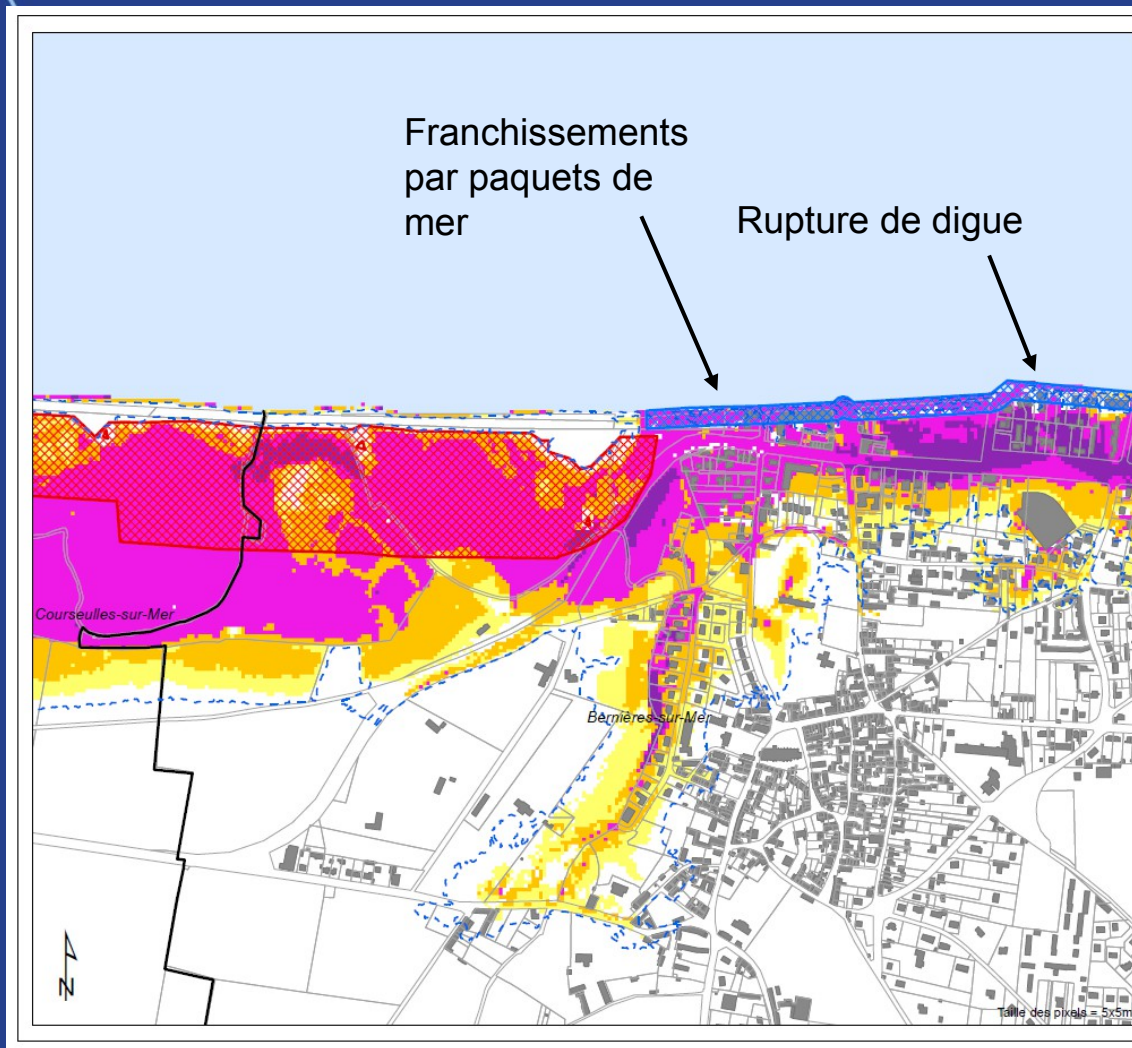 Franchissements
par paquets de
mer
Rupture de digue
Courseulles-sur-Mer
Bernières-sur-Mer
N
Taille des pixels = 5x5m